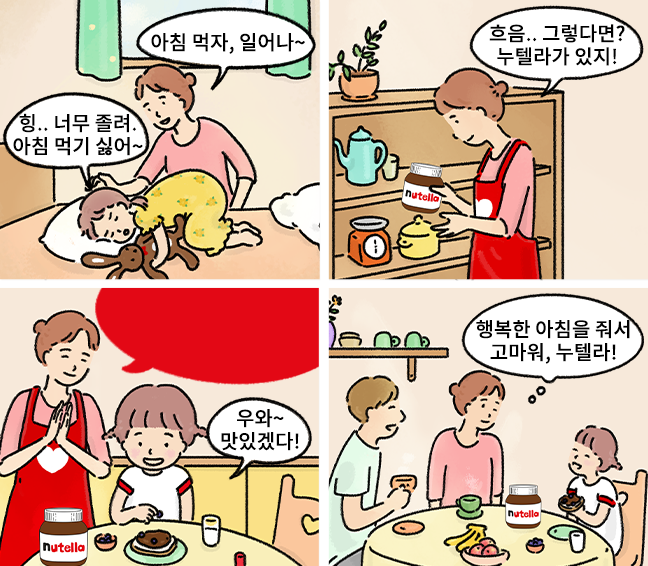 아침 먹자, 일어나~
힝.. 너무 졸려.
아침 먹기 싫어~
흐음.. 그렇다면?
누텔라가 있지!
nutella
우와~
맛있겠다!
nutella
행복한 아침을 줘서
고마워, 누텔라!
nutella